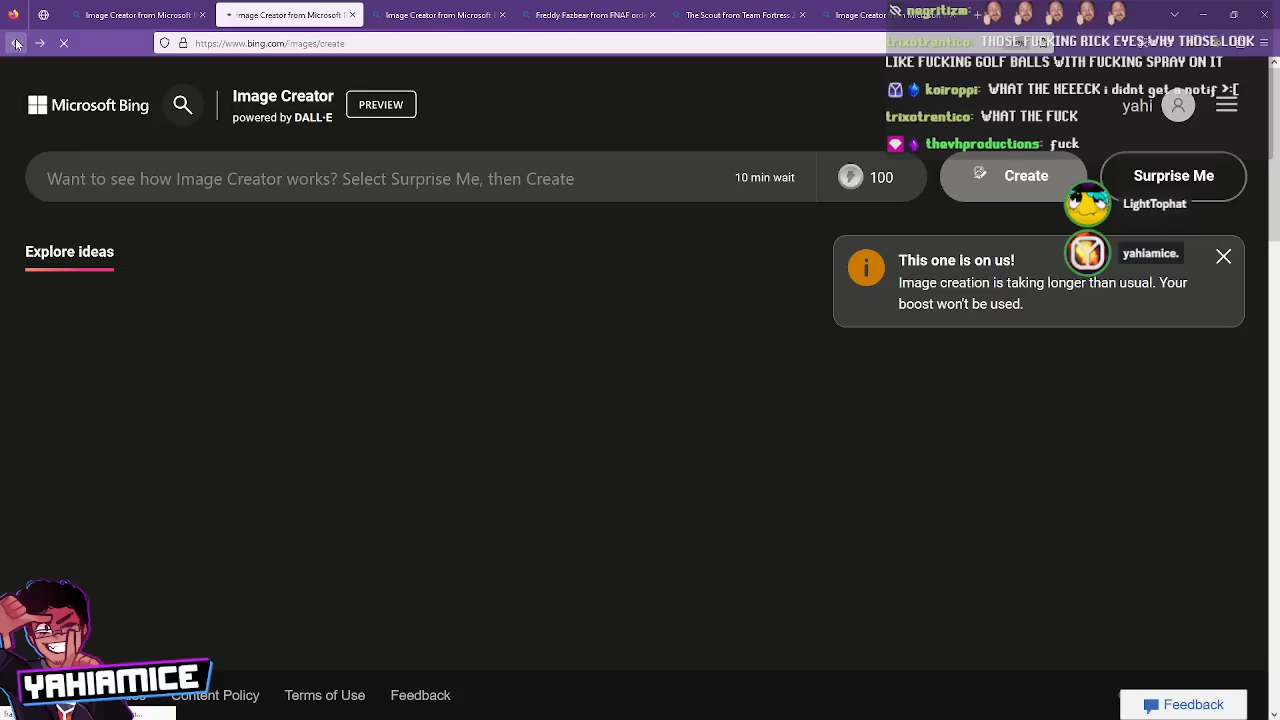 Image Creator from Microsoft I
Image Creator from Microsoft I
Image Creator from Microsoft
Freddy Fazbear from FNAF
The Scout from Team Fortress
Image Creator
https://www.bing.com/images/create
trixotrentico: THOSE FUCKING RICK EYES WHY THOSE LOOK
LIKE FUCKING GOLF BALLS WITH FUCKING SPRAY ON IT
koiroppi: WHAT THE HEEECK i didnt get a notif >:[
trixotrentico: WHAT THE FUCK
thevhproductions: fuck
Microsoft Bing
Image Creator
powered by DALL·E
PREVIEW
yahi
Want to see how Image Creator works? Select Surprise Me, then Create
10 min wait
100
Create
Surprise Me
LightTophat
yahiamice.
Explore ideas
This one is on us!
Image creation is taking longer than usual. Your
boost won't be used.
YAHIAMICE
Content Policy
Terms of Use
Feedback
Feedback